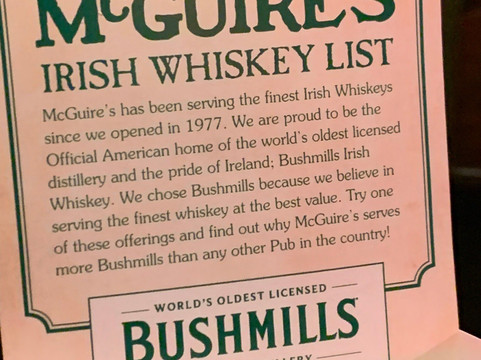 McGUIRE'S
IRISH WHISKEY LIST
McGuire's has been serving the finest Irish Whiskeys
since we opened in 1977. We are proud to be the
Official American home of the world's oldest licensed
distillery and the pride of Ireland; Bushmills Irish
Whiskey. We chose Bushmills because we believe in
serving the finest whiskey at the best value. Try one
of these offerings and find out why McGuire's serves
more Bushmills than any other Pub in the country!
WORLD'S OLDEST LICENSED
BUSHMILLS